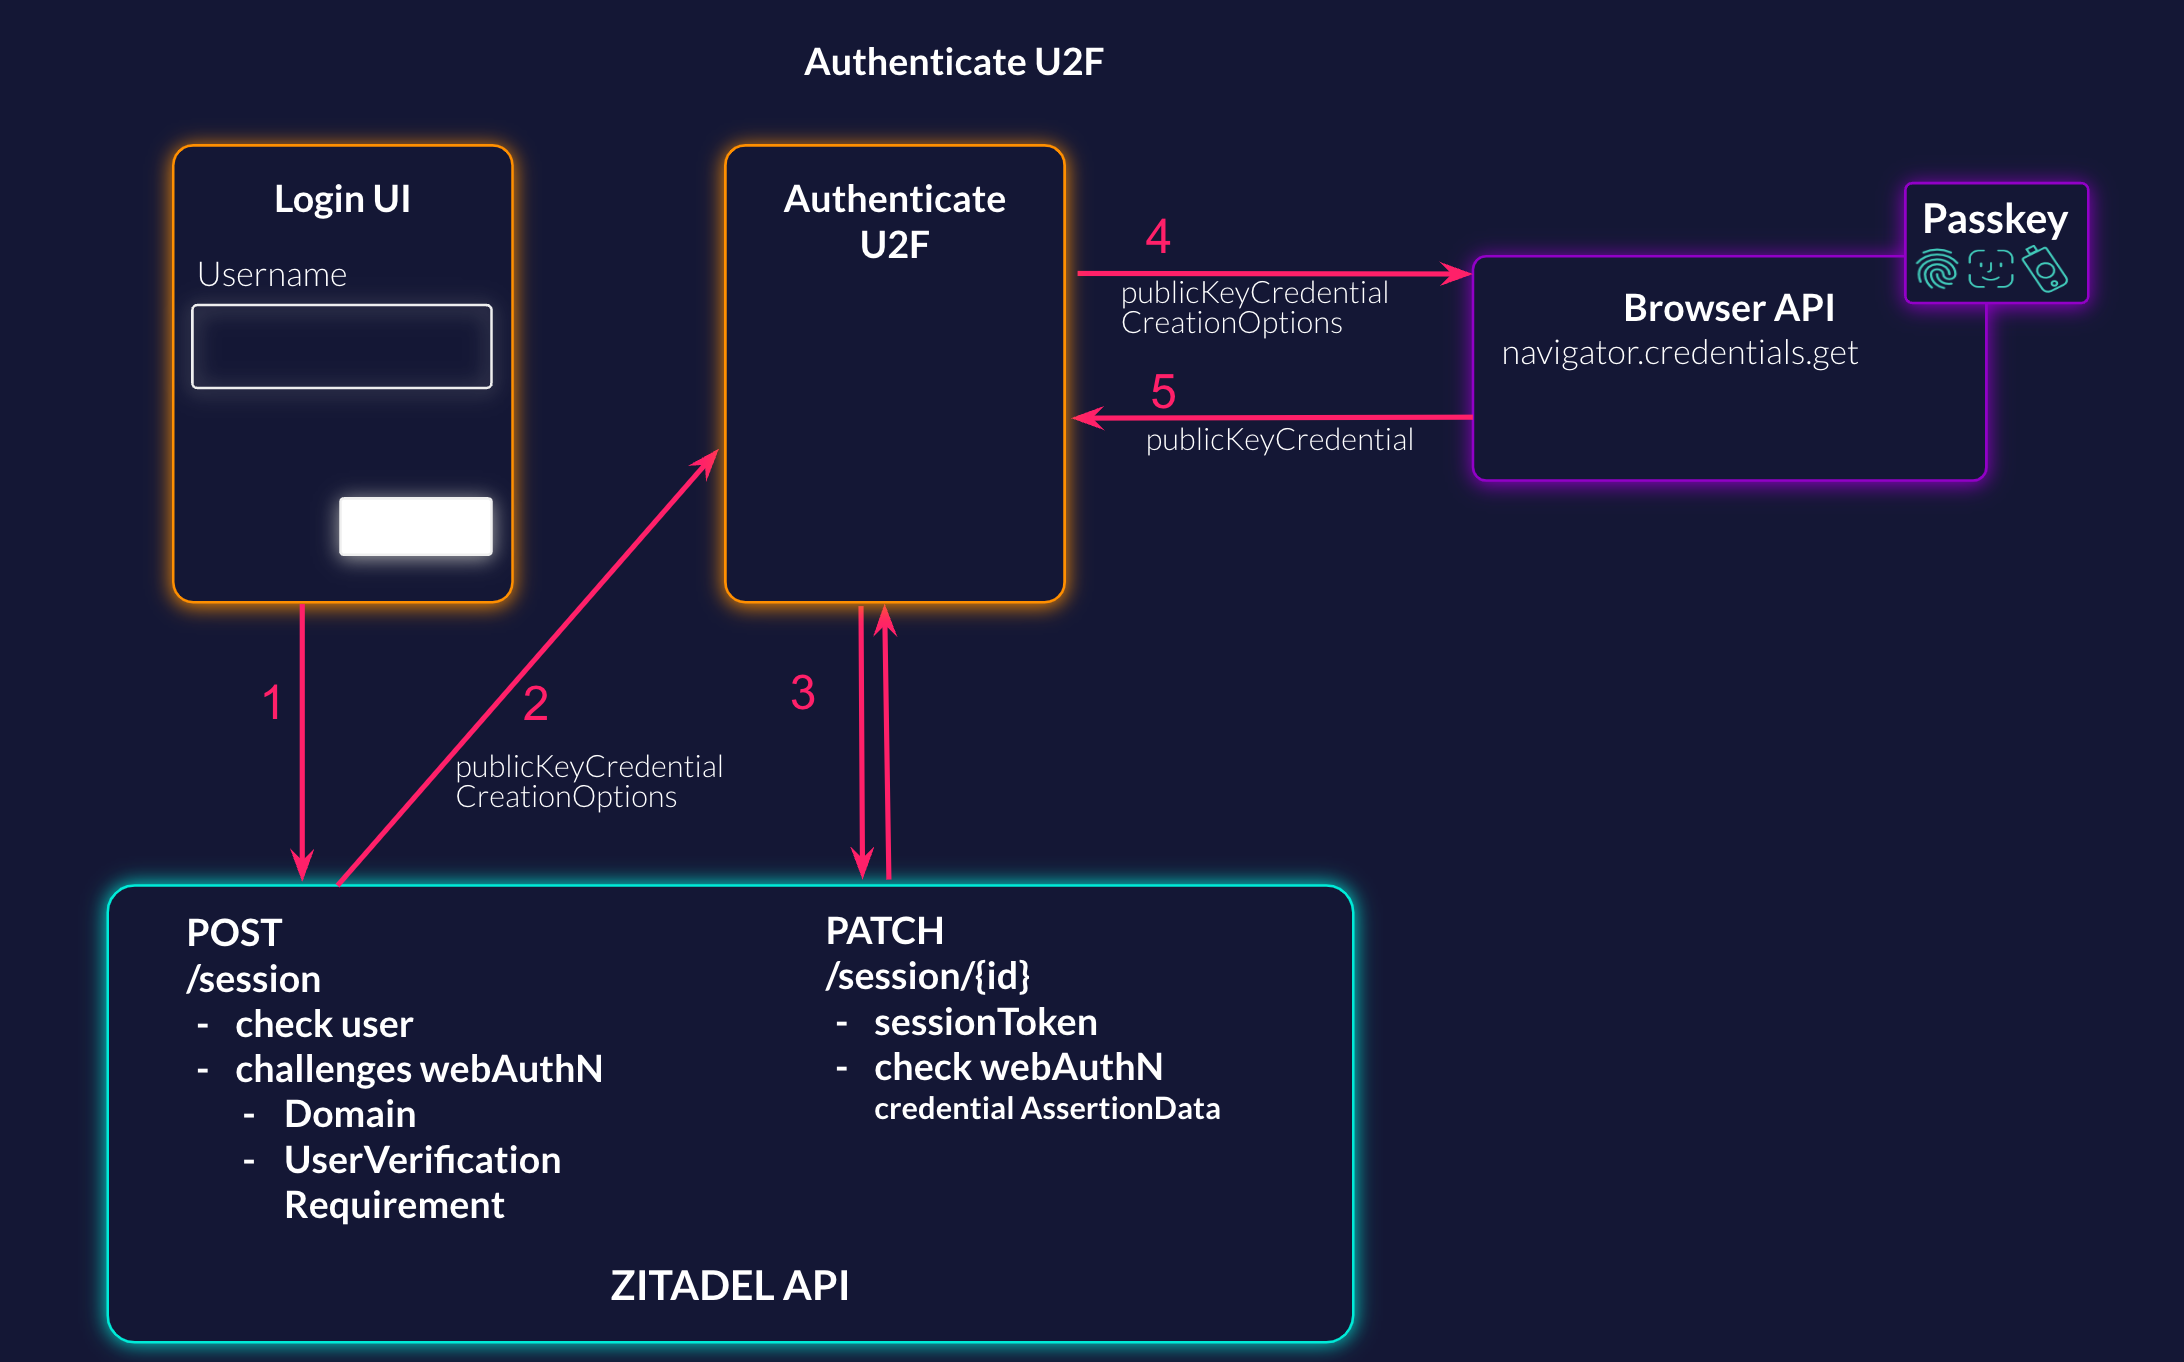 Authenticate U2F
Login UI
Username
Authenticate
U2F
4
publicKeyCredential
CreationOptions
5
publicKeyCredential
Passkey
Browser API
navigator.credentials.get
1
2
publicKeyCredential
CreationOptions
3
POST
/session
- check user
- challenges webAuthN
- Domain
- UserVerification
Requirement
PATCH
/session/{id}
- sessionToken
- check webAuthN
credential AssertionData
ZITADEL API